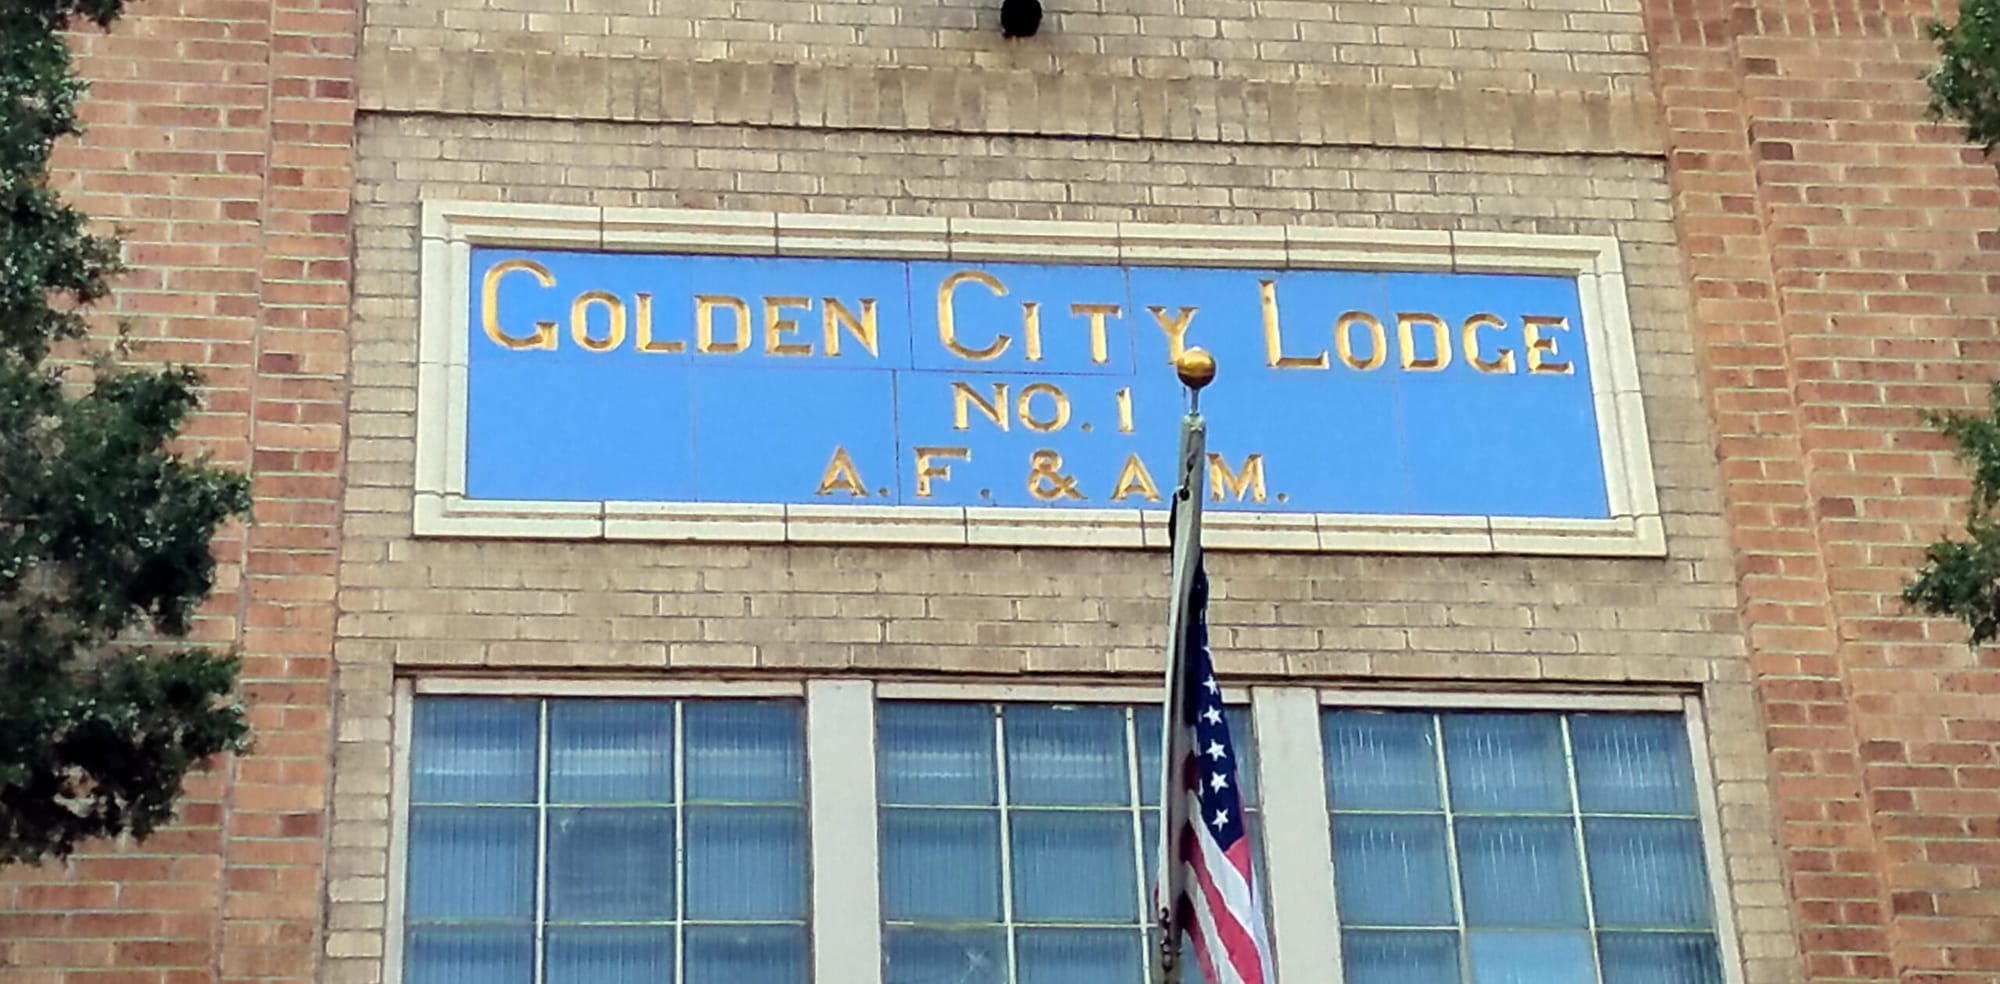 GOLDEN CITY LODGE
NO. 1
A. F. & A. M.